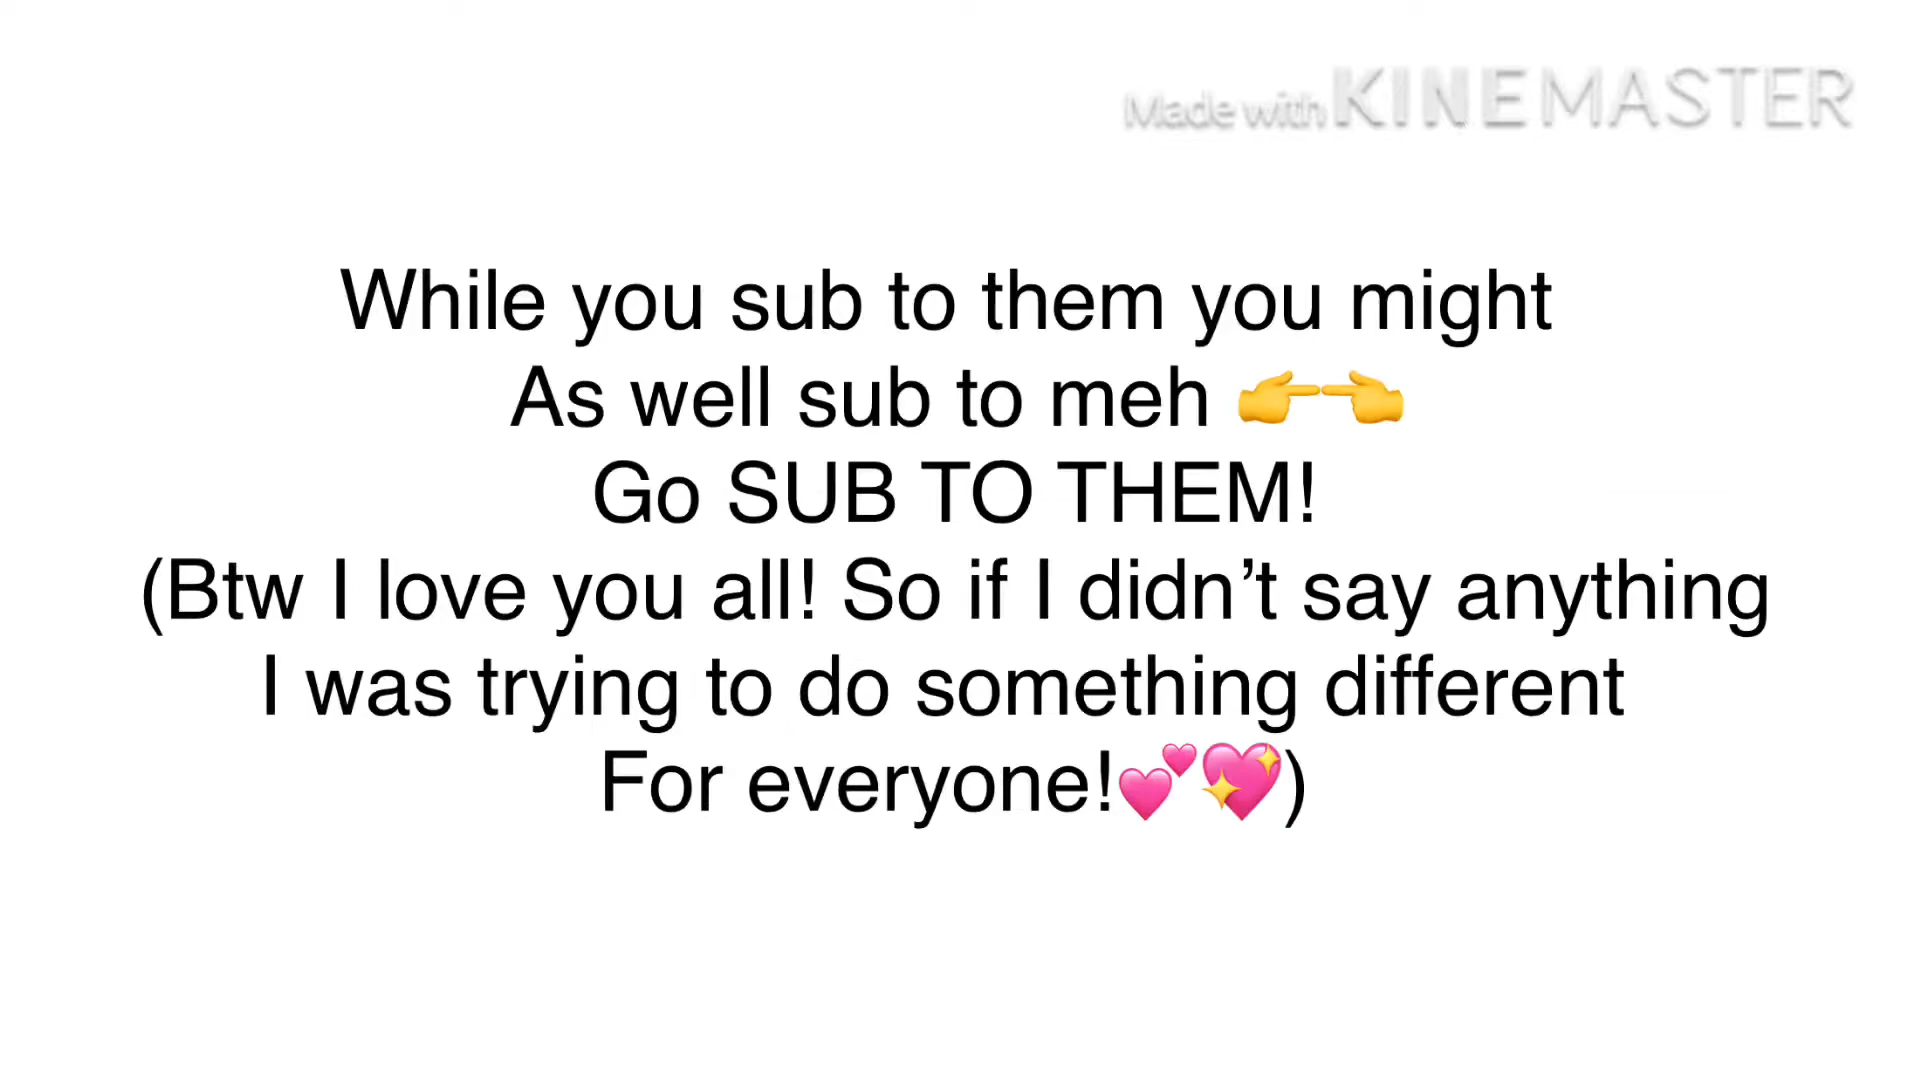 Made with KINEMASTER
While you sub to them you might
As well sub to meh 👉👈
Go SUB TO THEM!
(Btw I love you all! So if I didn’t say anything
I was trying to do something different
For everyone!💕💖)